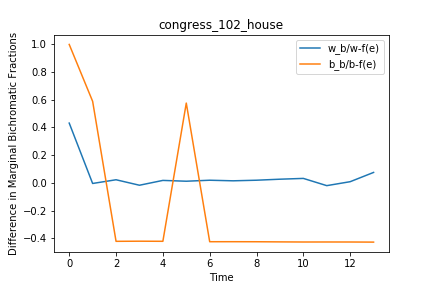 congress_102_house
w_b/w-f(e)
b_b/b-f(e)
Difference in Marginal Bichromatic Fractions
1.0
0.8
0.6
0.4
0.2
0.0
−0.2
−0.4
0 2 4 6 8 10 12
Time